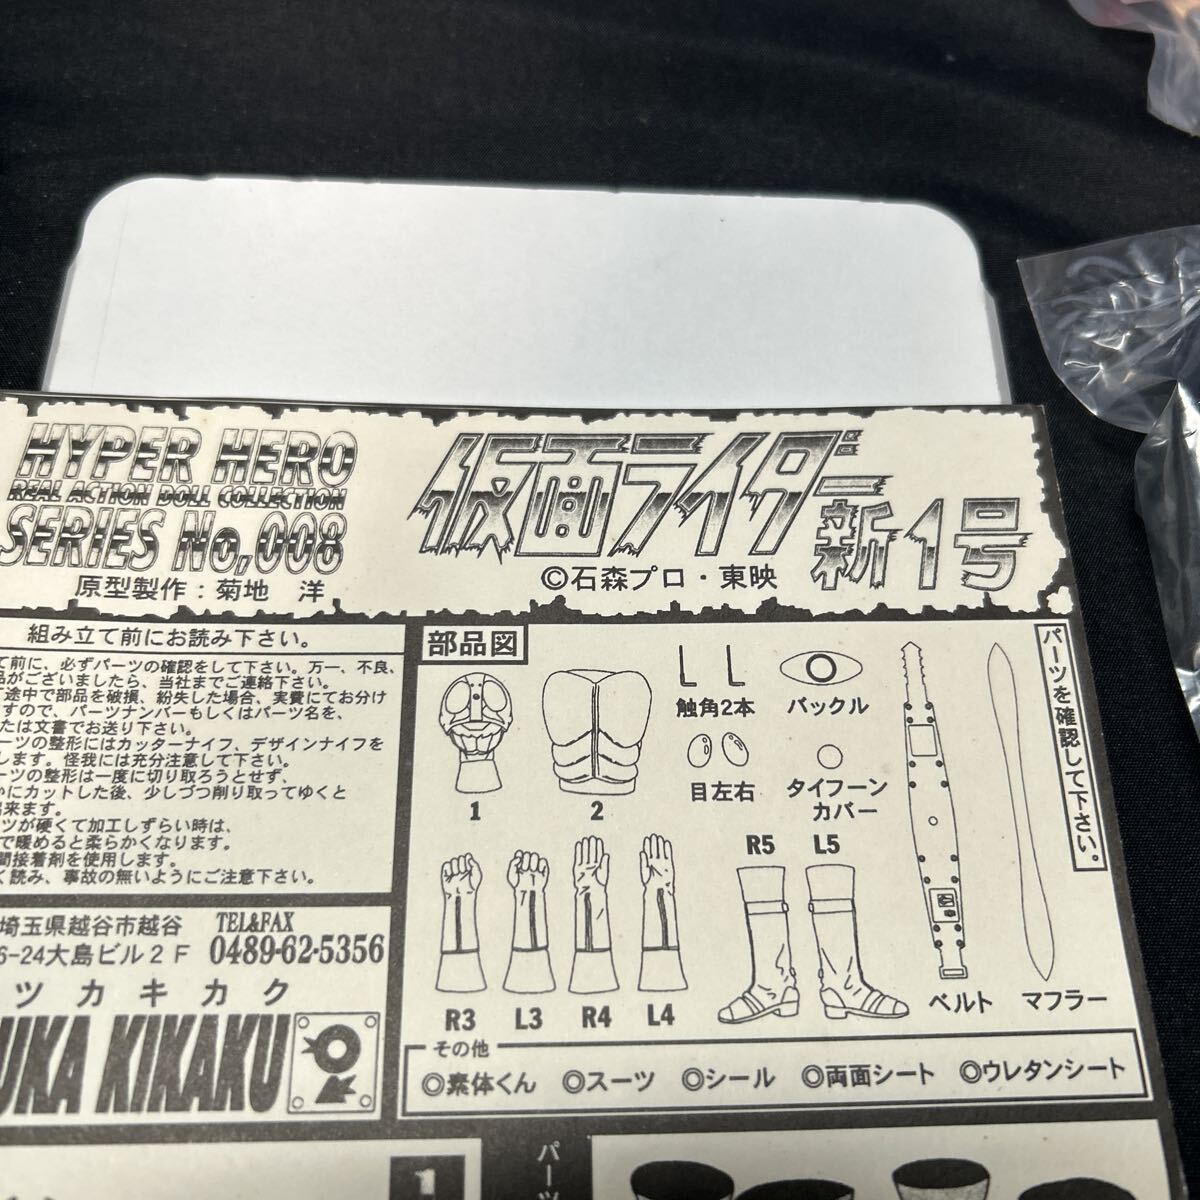 HYPER HERO
REAL ACTION DOLL COLLECTION
SERIES No,008
原型製作：菊地　洋
仮面ライダー
新1号
©石森プロ・東映
組み立て前にお読み下さい。
て前に、必ずパーツの確認をして下さい。万一、不良、
品がございましたら、当社までご連絡下さい。
途中で部品を破損、紛失した場合、実費にてお分け
ますので、パーツナンバーもしくはパーツ名を、
たは文書でお送り下さい。
ーツの整形にはカッターナイフ、デザインナイフを
します。怪我には充分注意して下さい。
ーツの整形は一度に切り取ろうとせず、
かにカットした後、少しづつ削り取ってゆくと
出来ます。
ツが硬くて加工しずらい時は、
で暖めると柔らかくなります。
間接着剤を使用します。
く読み、事故の無いようにご注意下さい。
埼玉県越谷市越谷
6-24大島ビル２Ｆ
TEL&FAX
0489-62-5356
ツカキカク
UKA KIKAKU
部品図
パーツを確認して下さい。
1
2
触角2本
バックル
目左右
タイフーン
カバー
R3
L3
R4
L4
R5
L5
ベルト
マフラー
その他
◎素体くん ◎スーツ ◎シール ◎両面シート ◎ウレタンシート
1
パーツ